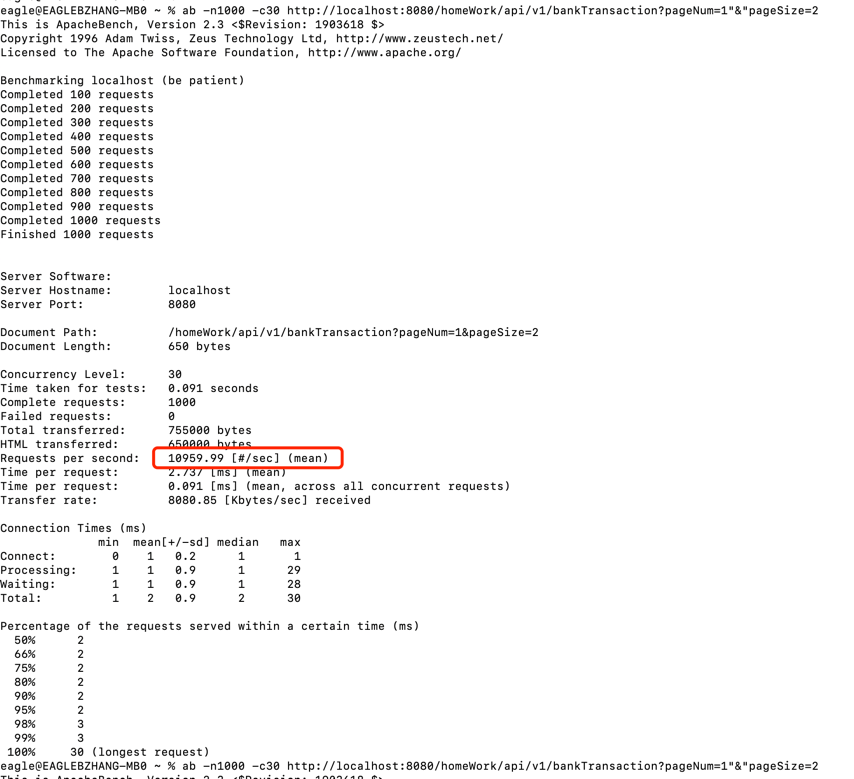 eagle@EAGLEBZHANG-MB0 ~ % ab -n1000 -c30 http://localhost:8080/homeWork/api/v1/bankTransaction?pageNum=1"&"pageSize=2
This is ApacheBench, Version 2.3 <$Revision: 1903618 $>
Copyright 1996 Adam Twiss, Zeus Technology Ltd, http://www.zeustech.net/
Licensed to The Apache Software Foundation, http://www.apache.org/

Benchmarking localhost (be patient)
Completed 100 requests
Completed 200 requests
Completed 300 requests
Completed 400 requests
Completed 500 requests
Completed 600 requests
Completed 700 requests
Completed 800 requests
Completed 900 requests
Completed 1000 requests
Finished 1000 requests

Server Software:
Server Hostname:        localhost
Server Port:            8080

Document Path:          /homeWork/api/v1/bankTransaction?pageNum=1&pageSize=2
Document Length:        650 bytes

Concurrency Level:      30
Time taken for tests:   0.091 seconds
Complete requests:      1000
Failed requests:        0
Total transferred:      755000 bytes
HTML transferred:       650000 bytes
Requests per second:    10959.99 [#/sec] (mean)
Time per request:       2.737 [ms] (mean)
Time per request:       0.091 [ms] (mean, across all concurrent requests)
Transfer rate:          8080.85 [Kbytes/sec] received

Connection Times (ms)
              min  mean[+/-sd] median   max
Connect:        0    1   0.2      1       1
Processing:     1    1   0.9      1      29
Waiting:        1    1   0.9      1      28
Total:          1    2   0.9      2      30

Percentage of the requests served within a certain time (ms)
  50%      2
  66%      2
  75%      2
  80%      2
  90%      2
  95%      2
  98%      3
  99%      3
 100%     30 (longest request)
eagle@EAGLEBZHANG-MB0 ~ % ab -n1000 -c30 http://localhost:8080/homeWork/api/v1/bankTransaction?pageNum=1"&"pageSize=2
This is ApacheBench, Version 2.3 <$Revision: 1903618 $>